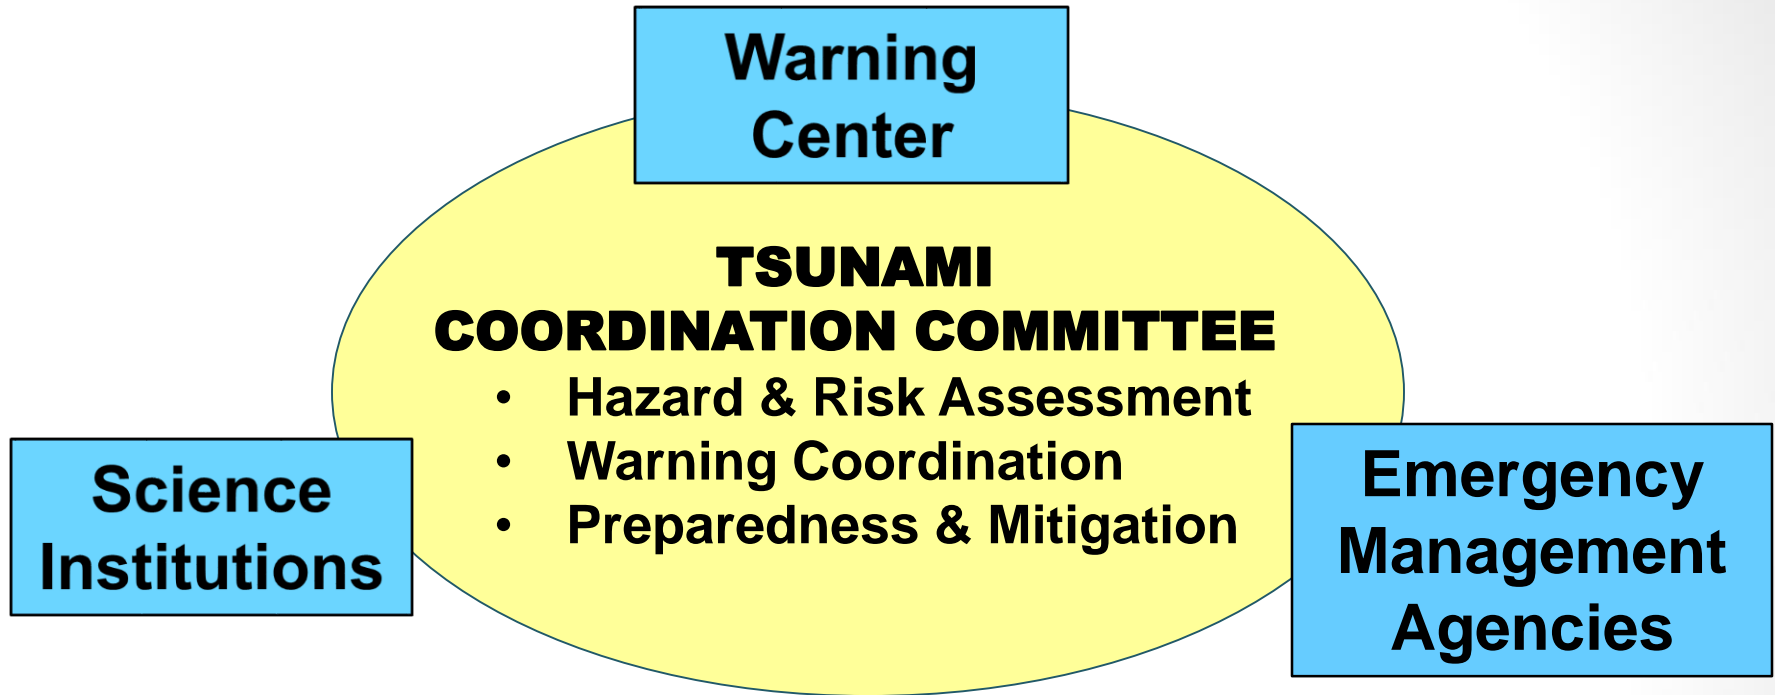 Warning
Center
TSUNAMI
COORDINATION COMMITTEE
• Hazard & Risk Assessment
• Warning Coordination
• Preparedness & Mitigation
Science
Institutions
Emergency
Management
Agencies